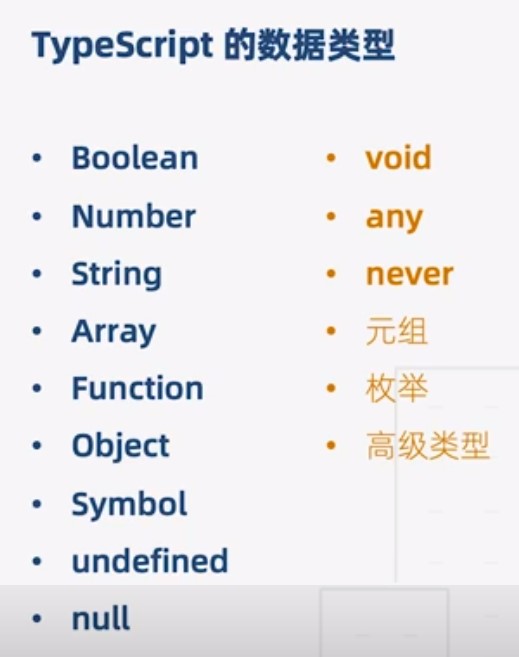 TypeScript 的数据类型
• Boolean
• Number
• String
• Array
• Function
• Object
• Symbol
• undefined
• null
• void
• any
• never
• 元组
• 枚举
• 高级类型